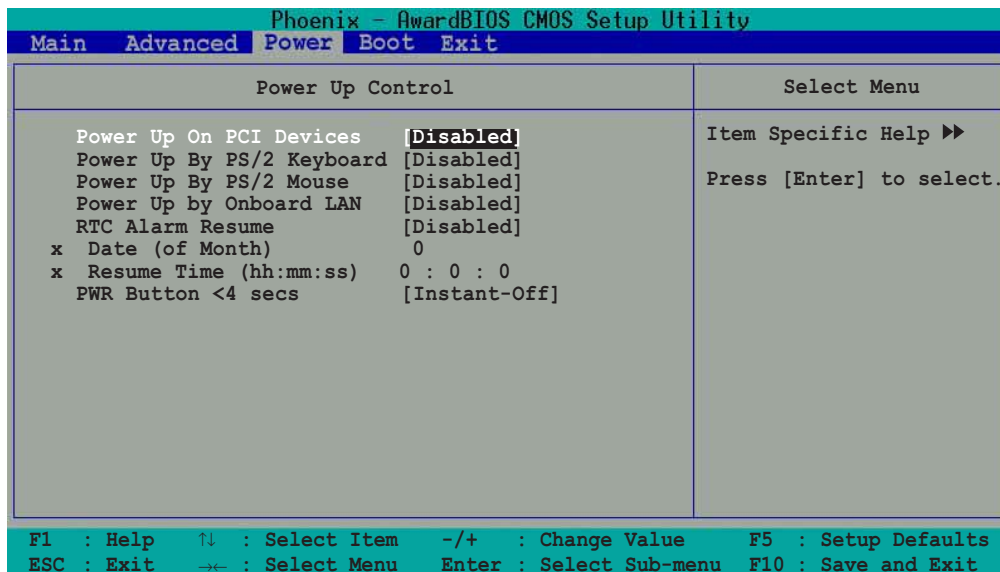 Phoenix - AwardBIOS CMOS Setup Utility
Main Advanced Power Boot Exit
Power Up Control
Select Menu
Power Up On PCI Devices [Disabled]
Power Up By PS/2 Keyboard [Disabled]
Power Up By PS/2 Mouse [Disabled]
Power Up by Onboard LAN [Disabled]
RTC Alarm Resume [Disabled]
x Date (of Month) 0
x Resume Time (hh:mm:ss) 0 : 0 : 0
PWR Button <4 secs [Instant-Off]
Item Specific Help ▶▶
Press [Enter] to select.
F1 : Help ↑↓ : Select Item -/+ : Change Value F5 : Setup Defaults
ESC : Exit →← : Select Menu Enter : Select Sub-menu F10 : Save and Exit